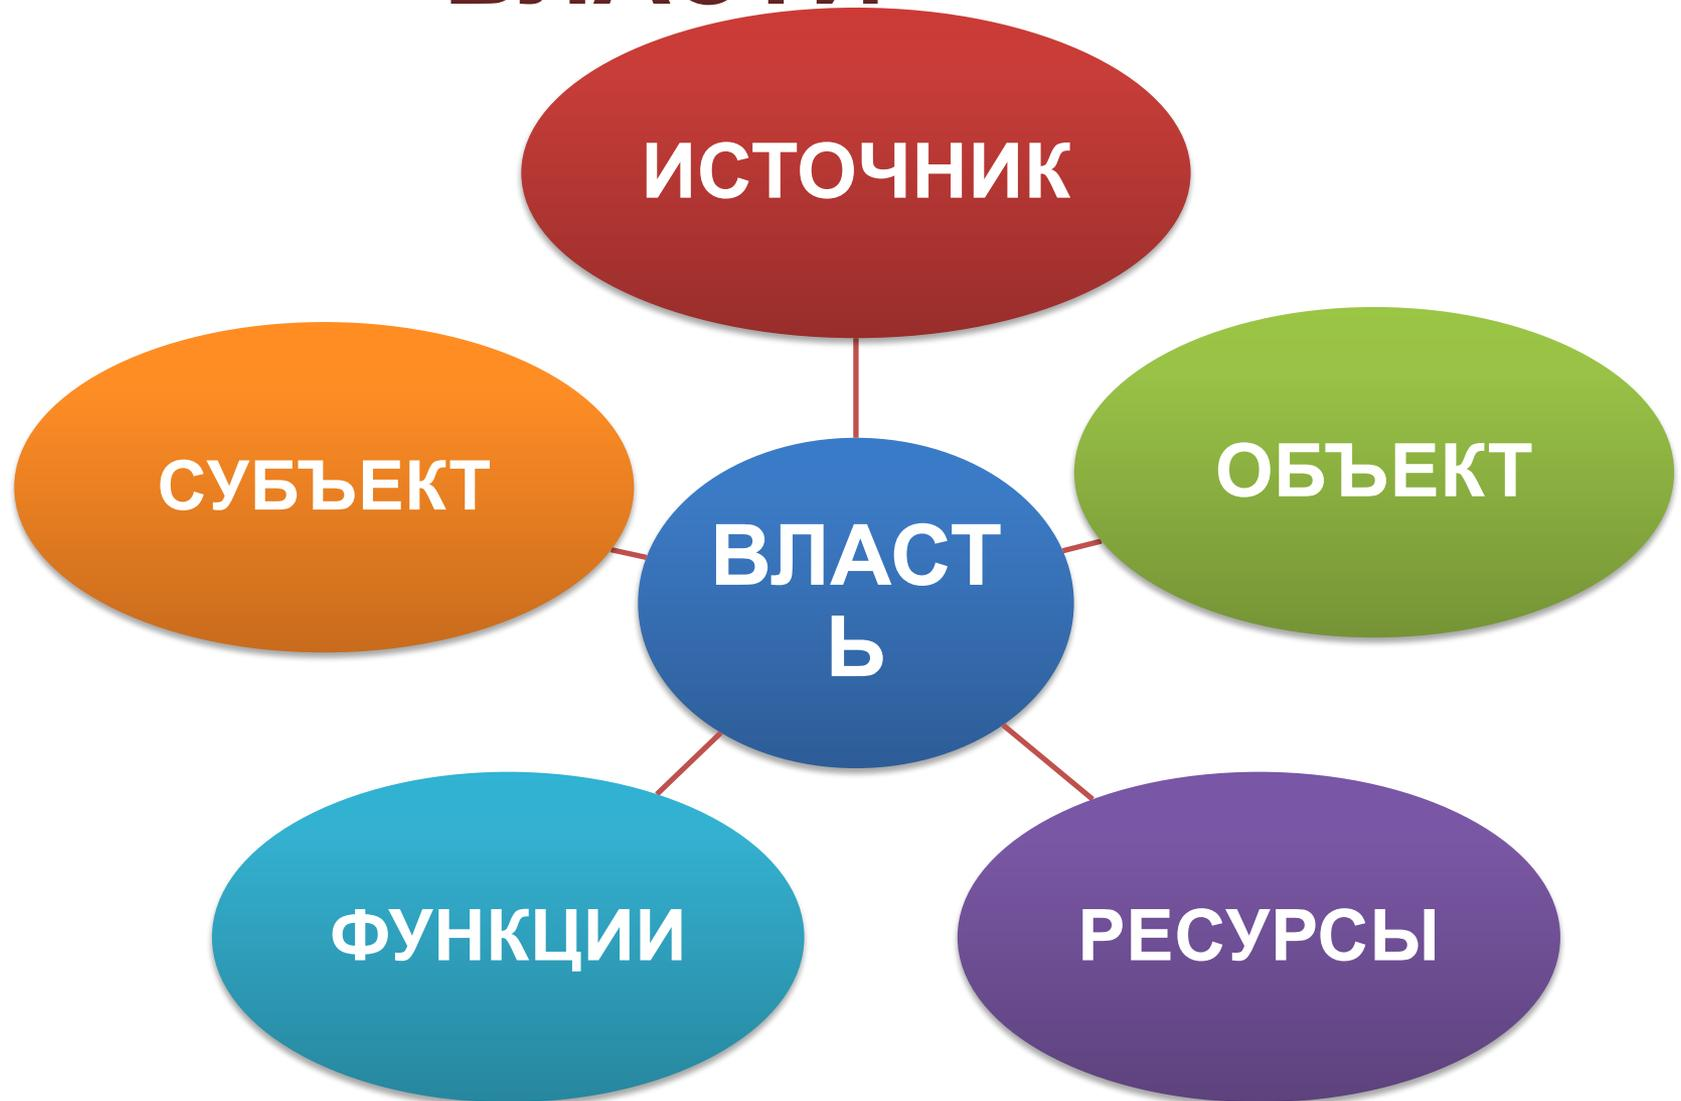 ИСТОЧНИК
СУБЪЕКТ
ОБЪЕКТ
ВЛАСТ
Ь
ФУНКЦИИ
РЕСУРСЫ